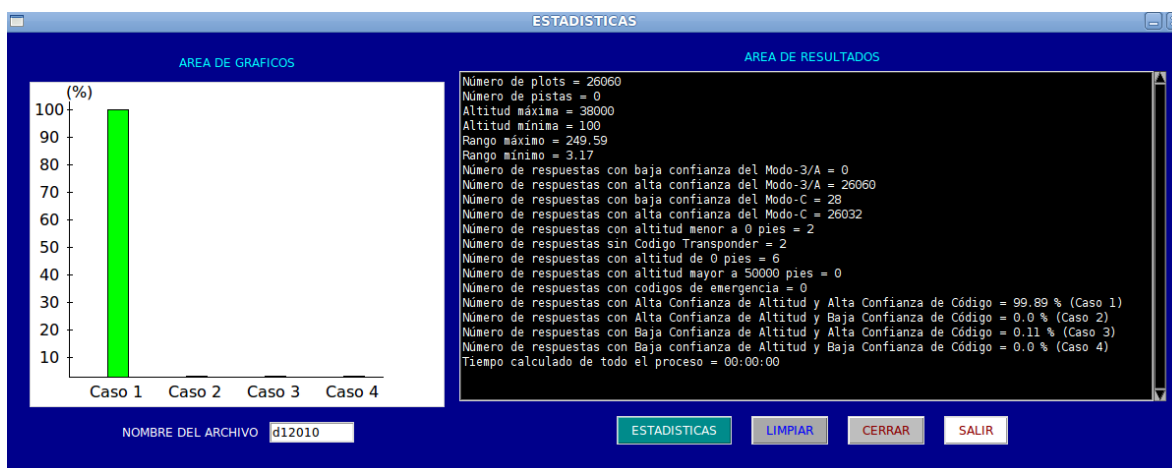 ESTADISTICAS
AREA DE GRAFICOS
(%)
100
90
80
70
60
50
40
30
20
10
Caso 1 Caso 2 Caso 3 Caso 4
NOMBRE DEL ARCHIVO d12010
AREA DE RESULTADOS
Número de plots = 26060
Número de pistas = 0
Altitud máxima = 38000
Altitud mínima = 100
Rango máximo = 249.59
Rango mínimo = 3.17
Número de respuestas con baja confianza del Modo-3/A = 0
Número de respuestas con alta confianza del Modo-3/A = 26060
Número de respuestas con baja confianza del Modo-C = 28
Número de respuestas con alta confianza del Modo-C = 26032
Número de respuestas con altitud menor a 0 pies = 2
Número de respuestas sin Codigo Transponder = 2
Número de respuestas con altitud de 0 pies = 6
Número de respuestas con altitud mayor a 50000 pies = 0
Número de respuestas con codigos de emergencia = 0
Número de respuestas con Alta Confianza de Altitud y Alta Confianza de Código = 99.89 % (Caso 1)
Número de respuestas con Alta Confianza de Altitud y Baja Confianza de Código = 0.0 % (Caso 2)
Número de respuestas con Baja Confianza de Altitud y Alta Confianza de Código = 0.11 % (Caso 3)
Número de respuestas con Baja confianza de Altitud y Baja Confianza de Código = 0.0 % (Caso 4)
Tiempo calculado de todo el proceso = 00:00:00
ESTADISTICAS LIMPIAR CERRAR SALIR